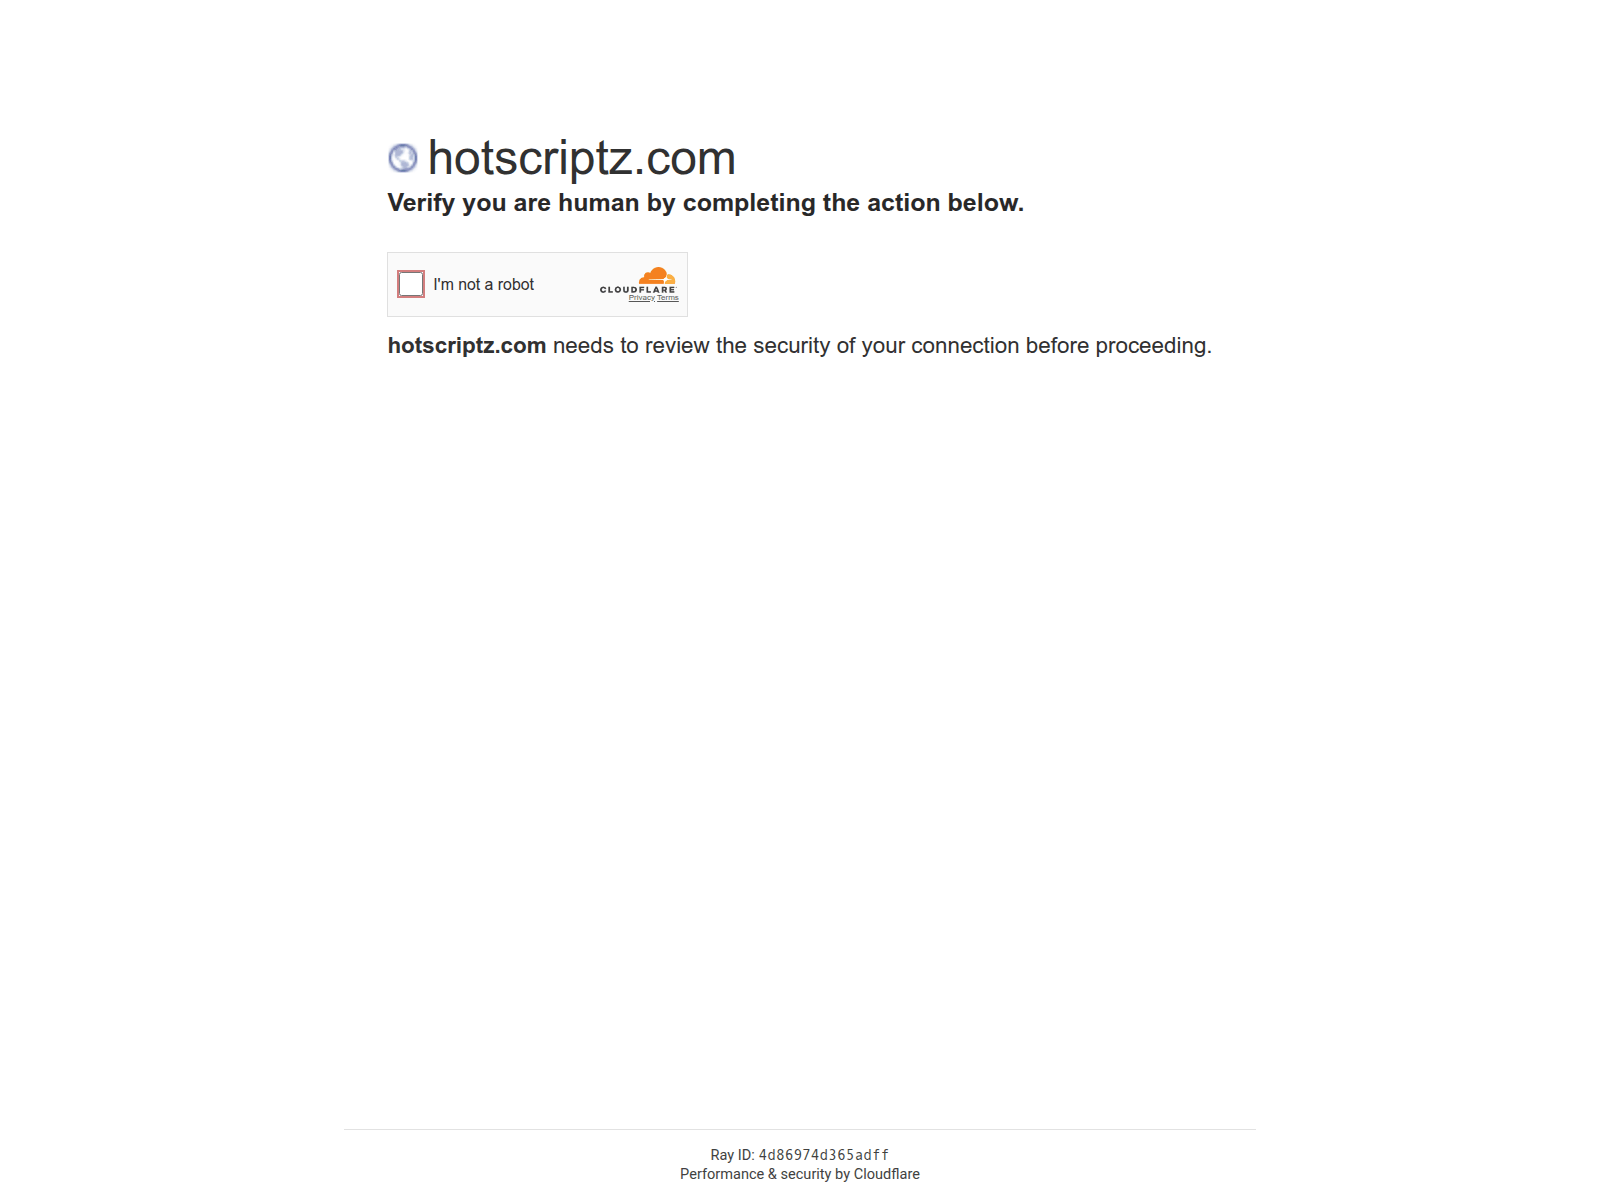 hotscriptz.com
Verify you are human by completing the action below.
I'm not a robot
CLOUDFLARE
Privacy Terms
hotscriptz.com needs to review the security of your connection before proceeding.
Ray ID: 4d86974d365adff
Performance & security by Cloudflare